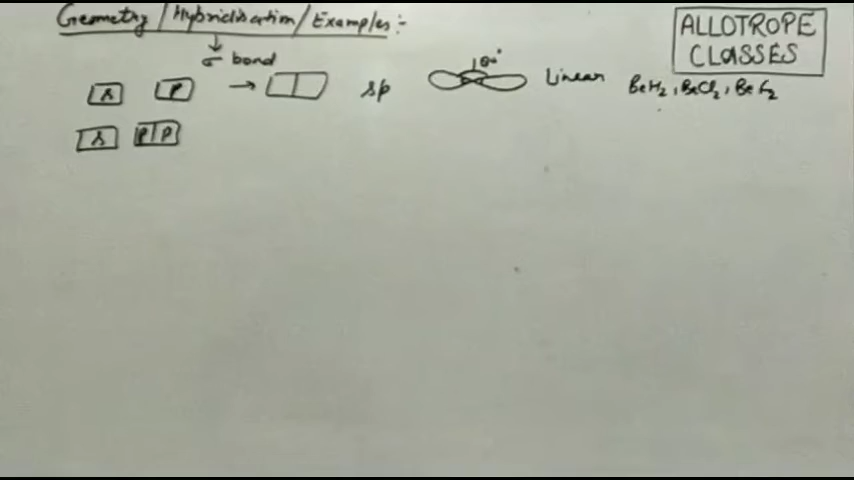 Geometry / Hybridisation / Examples :-
ALLOTROPE
CLASSES
σ bond
s p → sp 180° Linear BeH2, BeCl2, BeF2
s p p